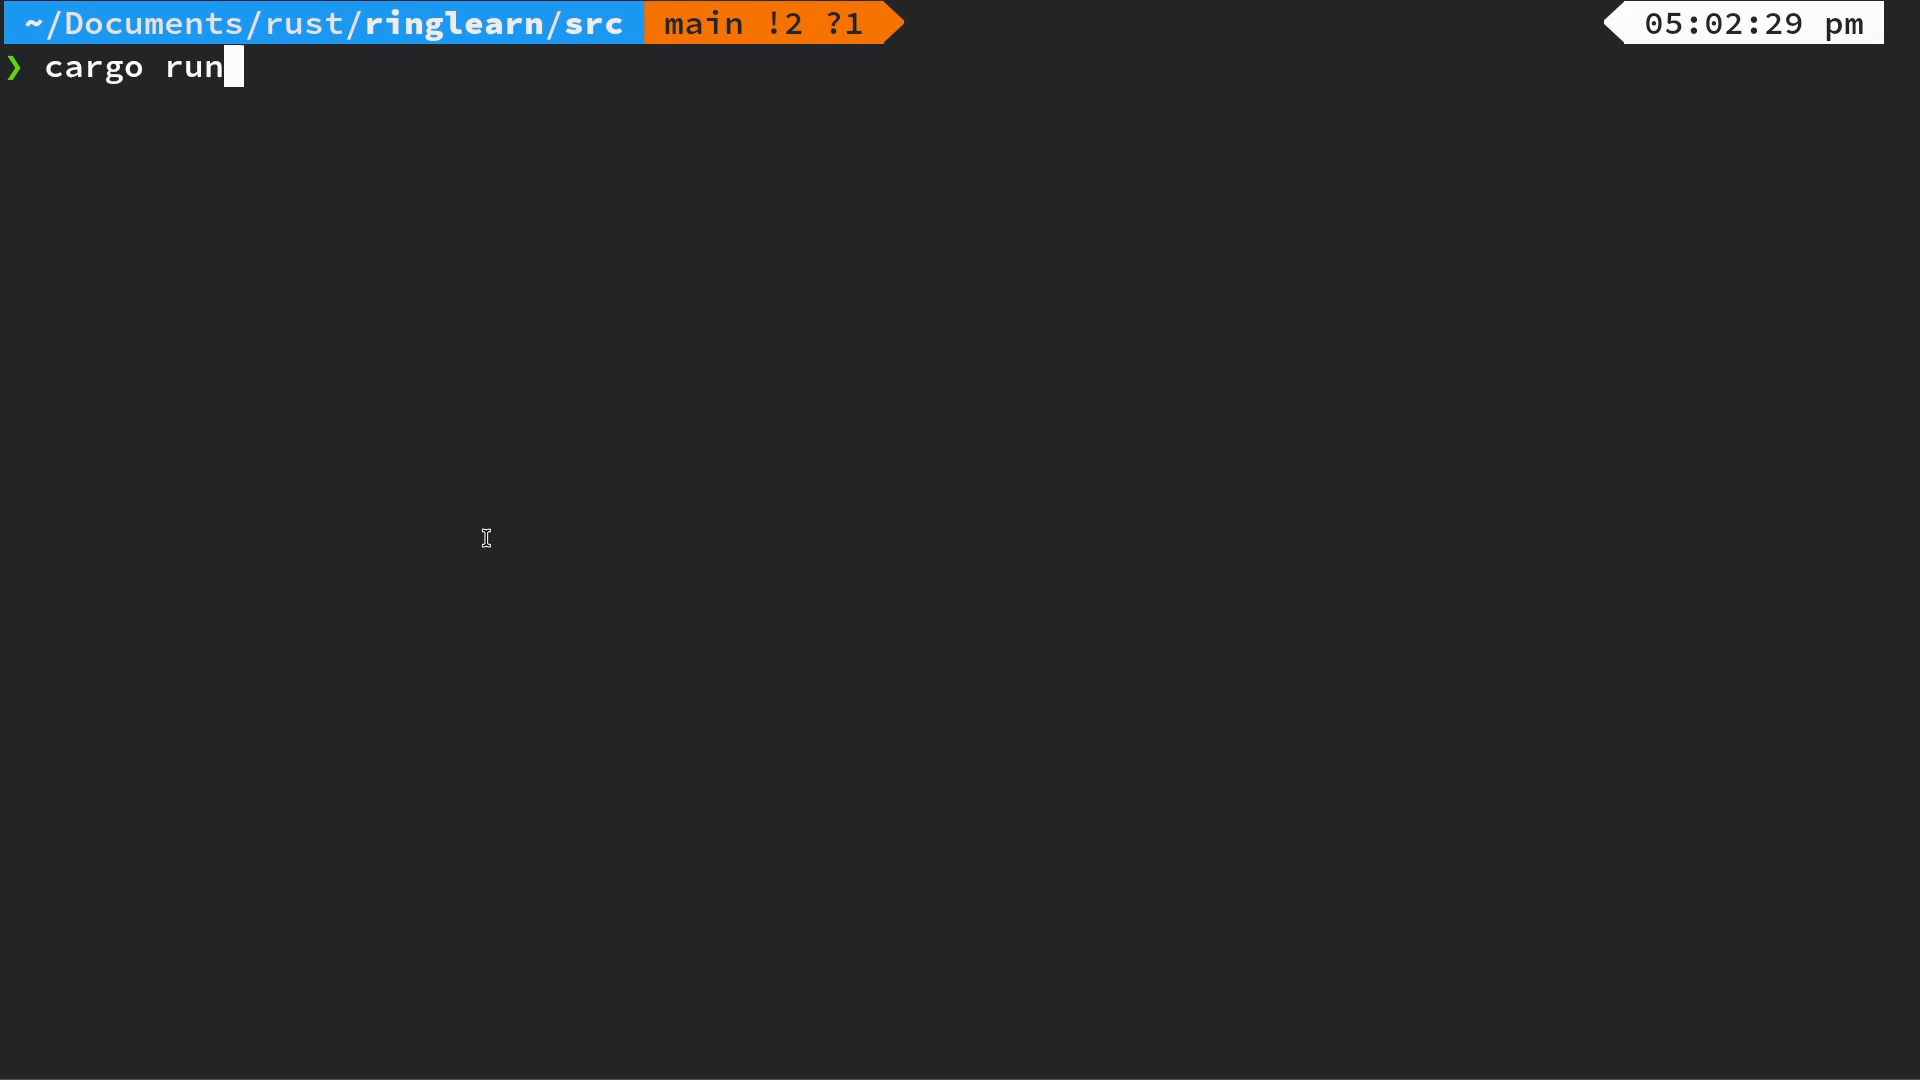 ~/Documents/rust/ringlearn/src main !2 ?1 05:02:29 pm
❯ cargo run